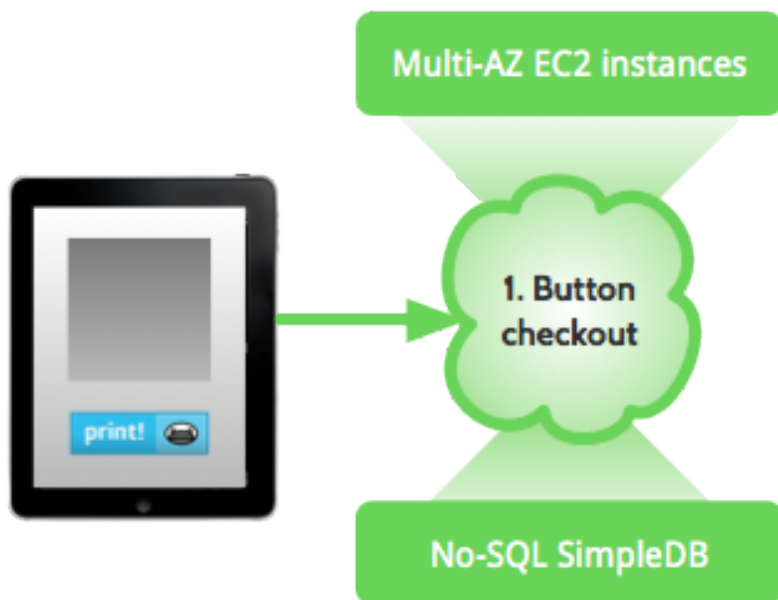 Multi-AZ EC2 instances
1. Button
checkout
print!
No-SQL SimpleDB